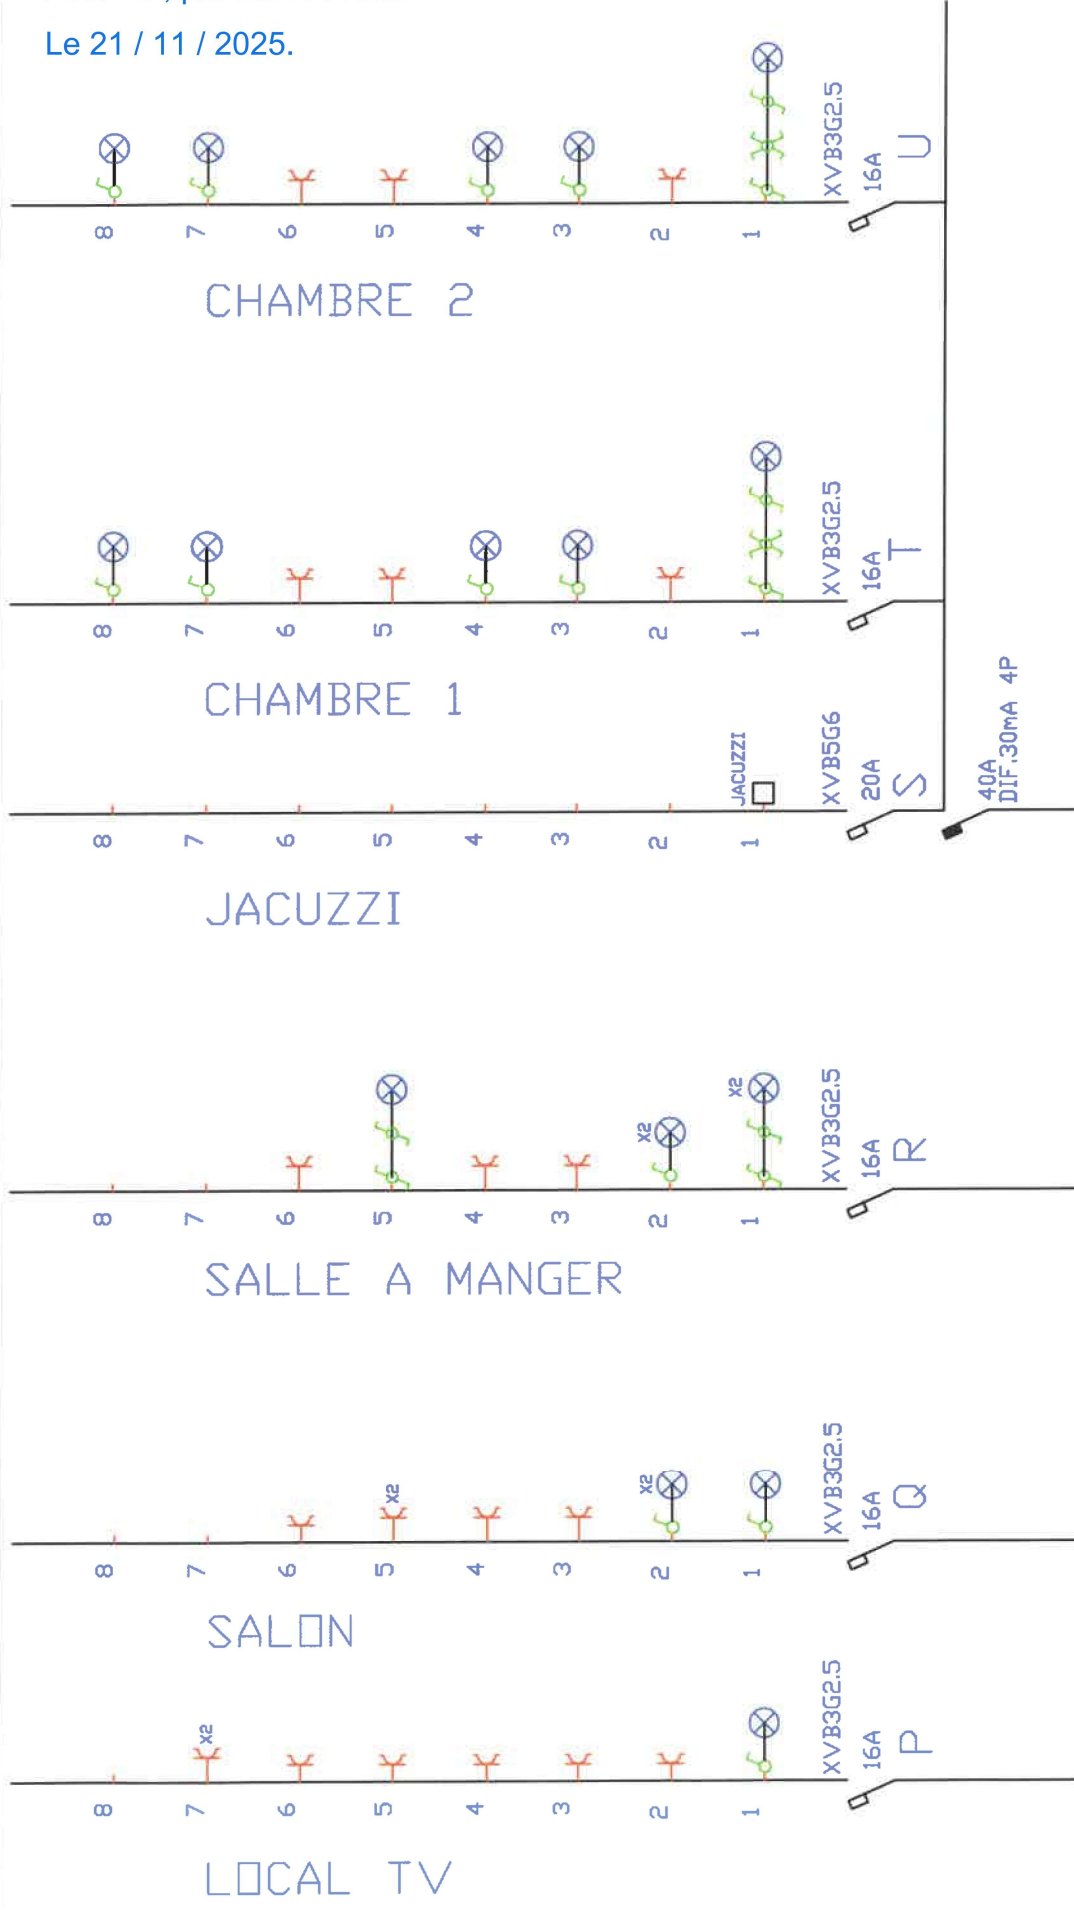 Le 21 / 11 / 2025.
XVB3G2.5
16A
U
8 7 6 5 4 3 2 1
CHAMBRE 2
XVB3G2.5
16A
T
8 7 6 5 4 3 2 1
CHAMBRE 1
JACUZZI
XVB5G6
20A
S
40A
DIF.30mA 4P
8 7 6 5 4 3 2 1
JACUZZI
X2
X2
XVB3G2.5
16A
R
8 7 6 5 4 3 2 1
SALLE A MANGER
X2
X2
XVB3G2.5
16A
Q
8 7 6 5 4 3 2 1
SALON
X2
XVB3G2.5
16A
P
8 7 6 5 4 3 2 1
LOCAL TV